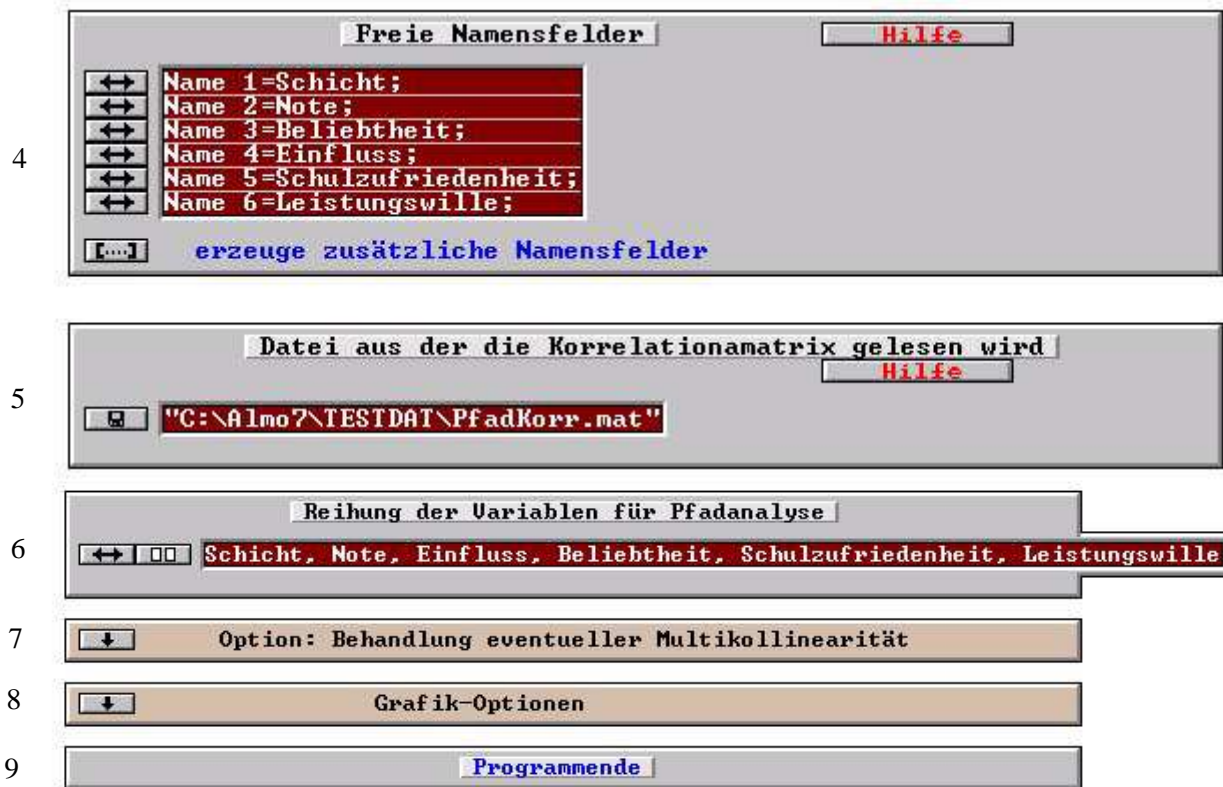 Freie Namensfelder Hilfe
4
Name 1=Schicht;
Name 2=Note;
Name 3=Beliebtheit;
Name 4=Einfluss;
Name 5=Schulzufriedenheit;
Name 6=Leistungswille;
[....] erzeuge zusätzliche Namensfelder
Datei aus der die Korrelationamatrix gelesen wird
Hilfe
5
"C:\Almo7\TESTDAT\PfadKorr.mat"
Reihung der Variablen für Pfadanalyse
6
Schicht, Note, Einfluss, Beliebtheit, Schulzufriedenheit, Leistungswille
7 Option: Behandlung eventueller Multikollinearität
8 Grafik-Optionen
9 Programmende